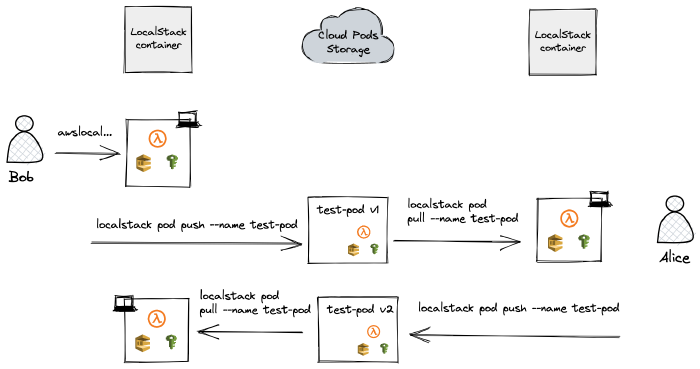 LocalStack
container
Cloud Pods
Storage
LocalStack
container
awslocal...
Bob
localstack pod push --name test-pod
test-pod v1
localstack pod
pull --name test-pod
Alice
localstack pod
pull --name test-pod
test-pod v2
localstack pod push --name test-pod